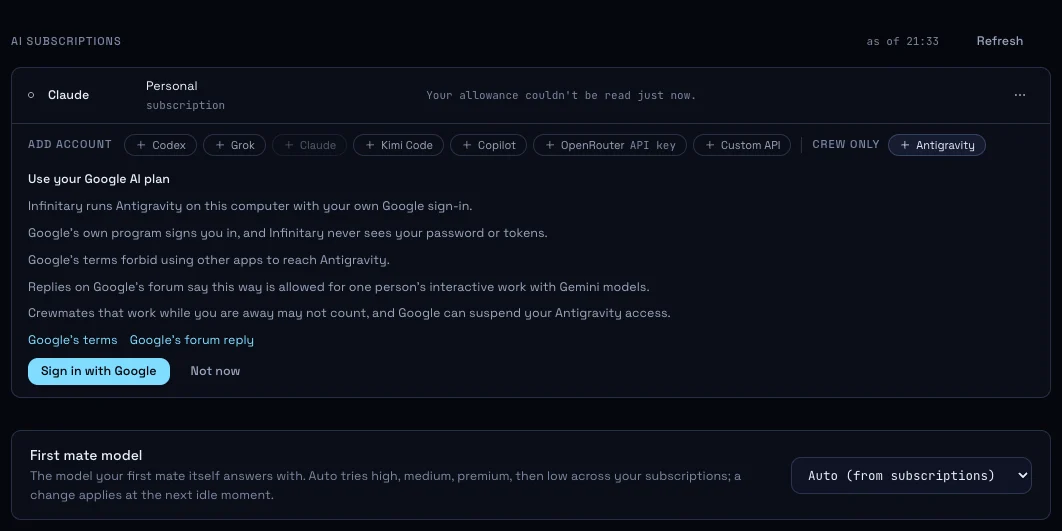 AI SUBSCRIPTIONS as of 21:33 Refresh
Claude Personal Your allowance couldn't be read just now. ...
subscription
ADD ACCOUNT + Codex + Grok + Claude + Kimi Code + Copilot + OpenRouter API key + Custom API CREW ONLY + Antigravity
Use your Google AI plan
Infinitary runs Antigravity on this computer with your own Google sign-in.
Google's own program signs you in, and Infinitary never sees your password or tokens.
Google's terms forbid using other apps to reach Antigravity.
Replies on Google's forum say this way is allowed for one person's interactive work with Gemini models.
Crewmates that work while you are away may not count, and Google can suspend your Antigravity access.
Google's terms Google's forum reply
Sign in with Google Not now
First mate model
The model your first mate itself answers with. Auto tries high, medium, premium, then low across your subscriptions; a
change applies at the next idle moment.
Auto (from subscriptions)